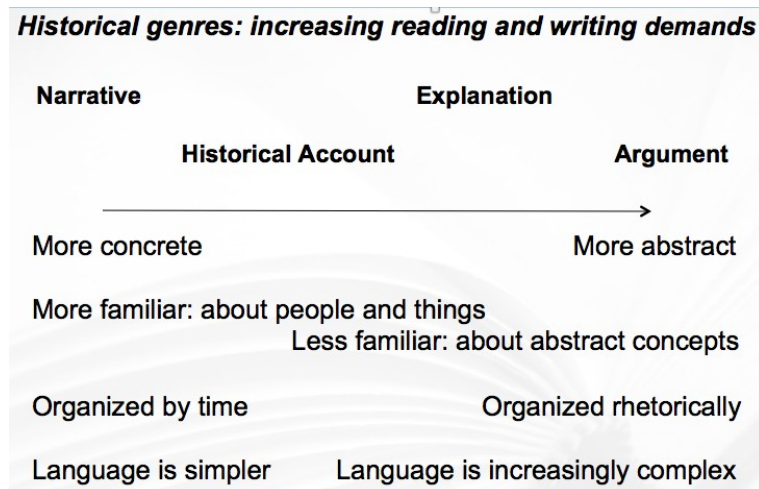 Historical genres: increasing reading and writing demands
Narrative Explanation
Historical Account Argument
More concrete More abstract
More familiar: about people and things
Less familiar: about abstract concepts
Organized by time Organized rhetorically
Language is simpler Language is increasingly complex